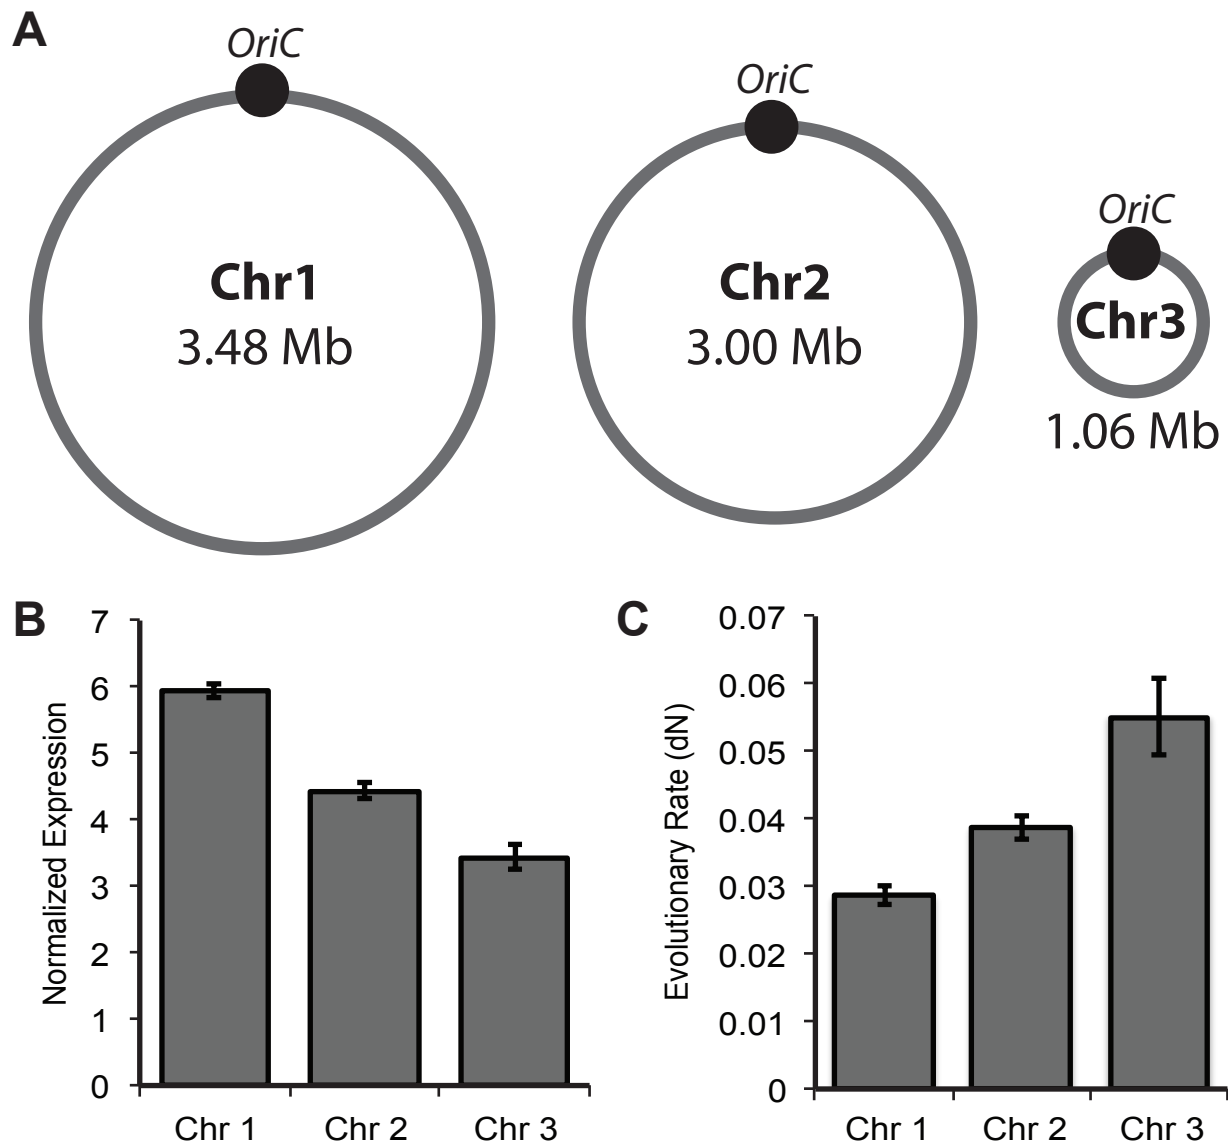 A
OriC
Chr1
3.48 Mb
OriC
Chr2
3.00 Mb
OriC
Chr3
1.06 Mb
B
Normalized Expression
7
6
5
4
3
2
1
0
Chr 1
Chr 2
Chr 3
C
Evolutionary Rate (dN)
0.07
0.06
0.05
0.04
0.03
0.02
0.01
0
Chr 1
Chr 2
Chr 3